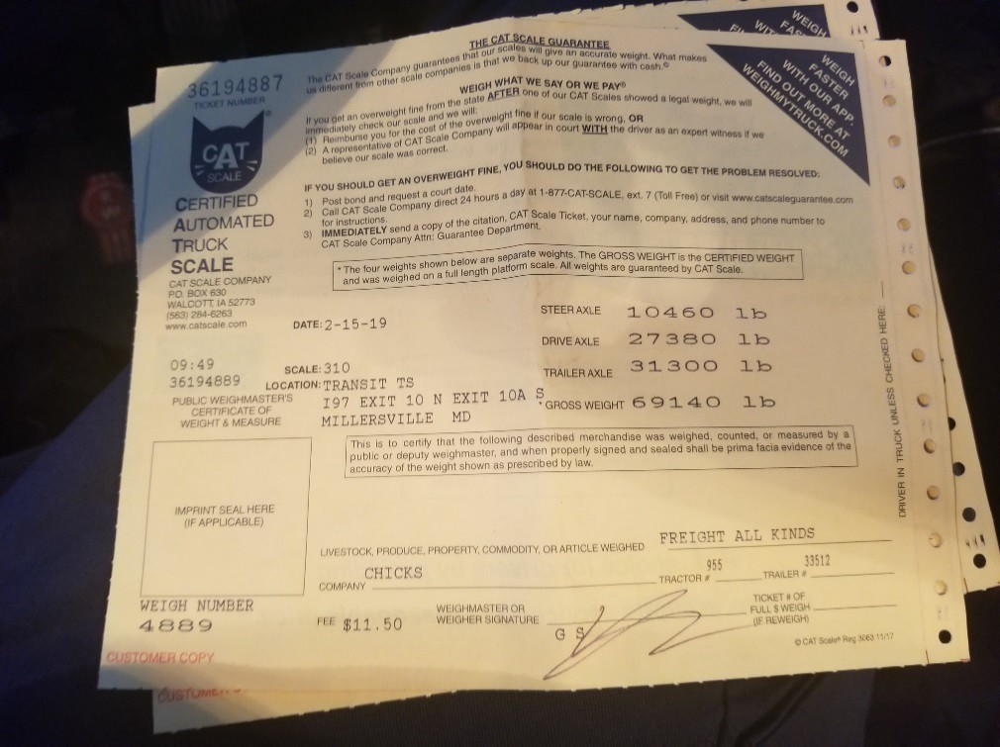 36194887
TICKET NUMBER
CAT
SCALE
®
CERTIFIED
AUTOMATED
TRUCK
SCALE
CAT SCALE COMPANY
P.O. BOX 630
WALCOTT, IA 52773
(563) 284-6263
www.catscale.com
THE CAT SCALE GUARANTEE
The CAT Scale Company guarantees that our scales will give an accurate weight. What makes
us different from other scale companies is that we back up our guarantee with cash.®
WEIGH WHAT WE SAY OR WE PAY®
If you get an overweight fine from the state AFTER one of our CAT Scales showed a legal weight, we will
immediately check our scale and we will:
(1) Reimburse you for the cost of the overweight fine if our scale is wrong, OR
(2) A representative of CAT Scale Company will appear in court WITH the driver as an expert witness if we
believe our scale was correct.
IF YOU SHOULD GET AN OVERWEIGHT FINE, YOU SHOULD DO THE FOLLOWING TO GET THE PROBLEM RESOLVED:
1) Post bond and request a court date.
2) Call CAT Scale Company direct 24 hours a day at 1-877-CAT-SCALE, ext. 7 (Toll Free) or visit www.catscaleguarantee.com
for instructions.
3) IMMEDIATELY send a copy of the citation, CAT Scale Ticket, your name, company, address, and phone number to
CAT Scale Company Attn: Guarantee Department.
WEIGH
FASTER
WITH OUR APP
FIND OUT MORE AT
WEIGHMYTRUCK.COM
WEIGH
* The four weights shown below are separate weights. The GROSS WEIGHT is the CERTIFIED WEIGHT
and was weighed on a full length platform scale. All weights are guaranteed by CAT Scale.
DATE: 2-15-19
STEER AXLE 10460 lb
DRIVE AXLE 27380 lb
TRAILER AXLE 31300 lb
* GROSS WEIGHT 69140 lb
09:49
36194889
SCALE: 310
LOCATION: TRANSIT TS
I97 EXIT 10 N EXIT 10A S
MILLERSVILLE MD
PUBLIC WEIGHMASTER'S
CERTIFICATE OF
WEIGHT & MEASURE
This is to certify that the following described merchandise was weighed, counted, or measured by a
public or deputy weighmaster, and when properly signed and sealed shall be prima facia evidence of the
accuracy of the weight shown as prescribed by law.
DRIVER IN TRUCK UNLESS CHECKED HERE:
IMPRINT SEAL HERE
(IF APPLICABLE)
LIVESTOCK, PRODUCE, PROPERTY, COMMODITY, OR ARTICLE WEIGHED FREIGHT ALL KINDS
COMPANY CHICKS TRACTOR # 955 TRAILER # 33512
WEIGH NUMBER
4889
FEE $11.50
WEIGHMASTER OR
WEIGHER SIGNATURE
G S
TICKET # OF
FULL $ WEIGH
(IF REWEIGH)
© CAT Scale® Reg 3063 11/17
CUSTOMER COPY